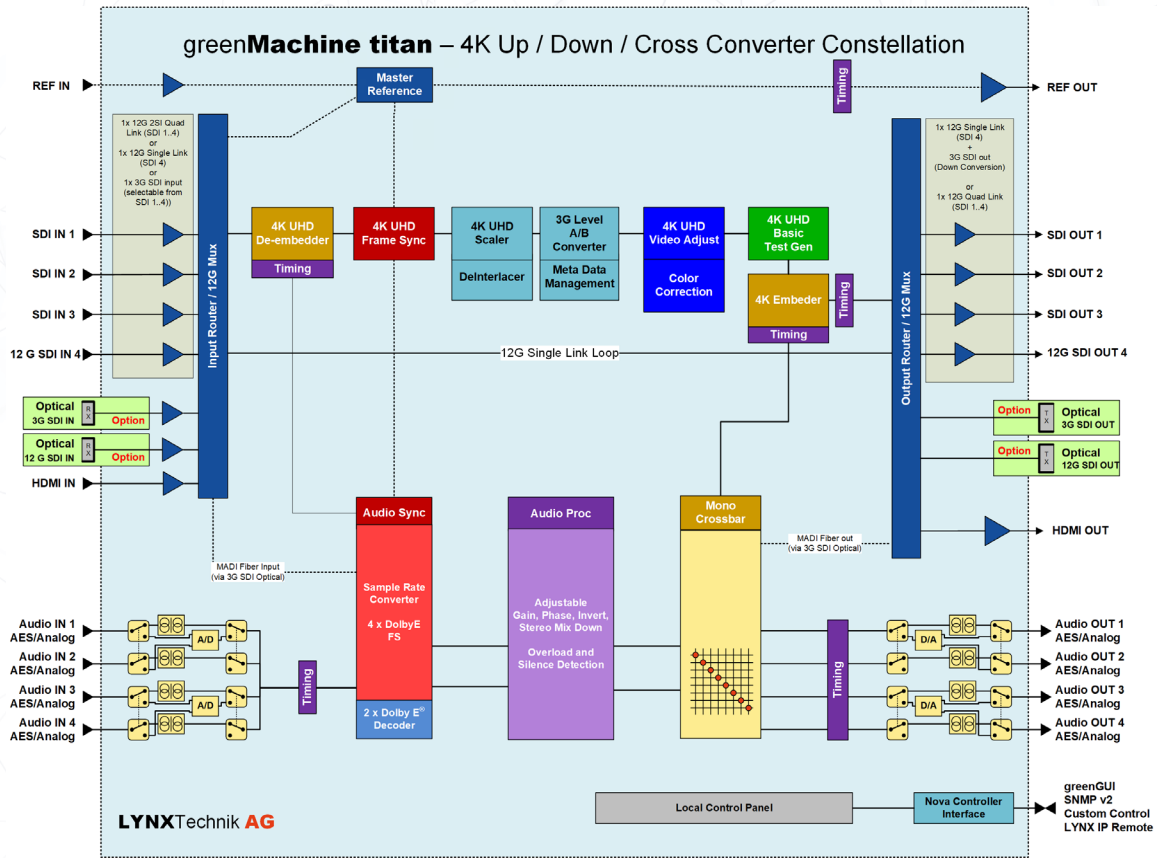 greenMachine titan – 4K Up / Down / Cross Converter Constellation
REF IN
Master
Reference
Timing
REF OUT
1x 12G 2SI Quad
Link (SDI 1..4)
or
1x 12G Single Link
(SDI 4)
or
1x 3G SDI input
(selectable from
SDI 1..4))
Input Router / 12G Mux
Output Router / 12G Mux
1x 12G Single Link
(SDI 4)
+
3G SDI out
(Down Conversion)
or
1x 12G Quad Link
(SDI 1..4)
SDI IN 1
SDI IN 2
SDI IN 3
12 G SDI IN 4
4K UHD
De-embedder
Timing
4K UHD
Frame Sync
4K UHD
Scaler
DeInterlacer
3G Level
A/B
Converter
Meta Data
Management
4K UHD
Video Adjust
Color
Correction
4K UHD
Basic
Test Gen
4K Embeder
Timing
Timing
SDI OUT 1
SDI OUT 2
SDI OUT 3
12G SDI OUT 4
12G Single Link Loop
Optical
3G SDI IN
RX
Option
Optical
12 G SDI IN
RX
Option
HDMI IN
Option
TX
Optical
3G SDI OUT
Option
TX
Optical
12G SDI OUT
HDMI OUT
MADI Fiber Input
(via 3G SDI Optical)
Audio Sync
Sample Rate
Converter
4 x DolbyE
FS
2 x Dolby E®
Decoder
Audio Proc
Adjustable
Gain, Phase, Invert,
Stereo Mix Down
Overload and
Silence Detection
Mono
Crossbar
MADI Fiber out
(via 3G SDI Optical)
Audio IN 1
AES/Analog
Audio IN 2
AES/Analog
Audio IN 3
AES/Analog
Audio IN 4
AES/Analog
A/D
A/D
Timing
Timing
D/A
D/A
Audio OUT 1
AES/Analog
Audio OUT 2
AES/Analog
Audio OUT 3
AES/Analog
Audio OUT 4
AES/Analog
LYNXTechnik AG
Local Control Panel
Nova Controller
Interface
greenGUI
SNMP v2
Custom Control
LYNX IP Remote